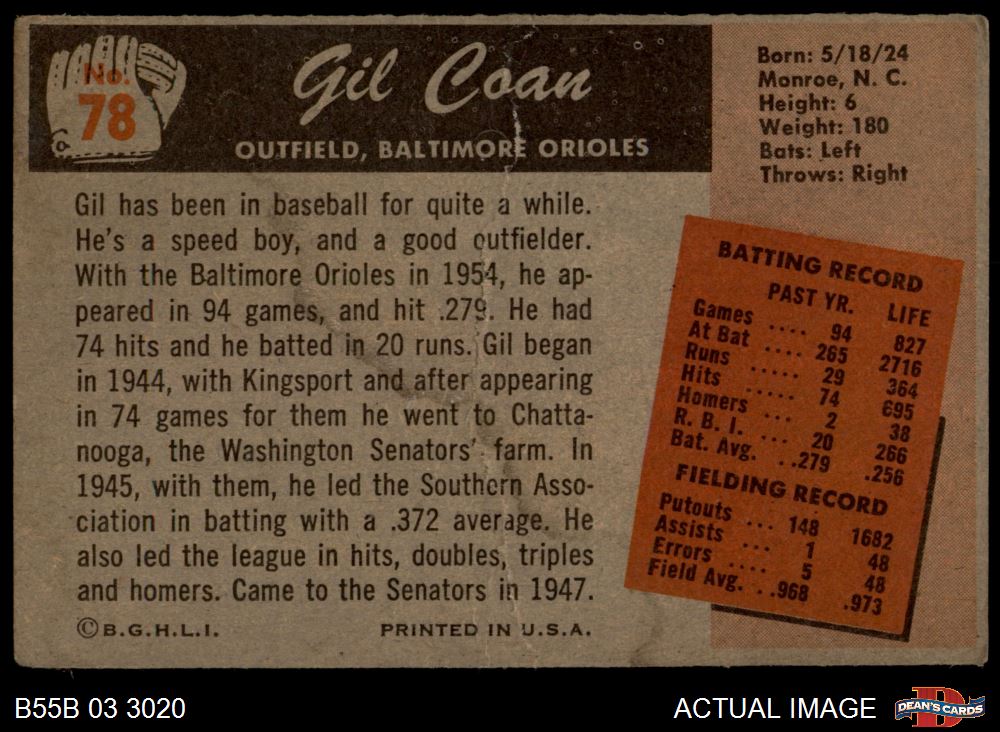 No.
78
Gil Coan
OUTFIELD, BALTIMORE ORIOLES
Born: 5/18/24
Monroe, N. C.
Height: 6
Weight: 180
Bats: Left
Throws: Right
Gil has been in baseball for quite a while.
He's a speed boy, and a good outfielder.
With the Baltimore Orioles in 1954, he ap-
peared in 94 games, and hit .279. He had
74 hits and he batted in 20 runs. Gil began
in 1944, with Kingsport and after appearing
in 74 games for them he went to Chatta-
nooga, the Washington Senators' farm. In
1945, with them, he led the Southern Asso-
ciation in batting with a .372 average. He
also led the league in hits, doubles, triples
and homers. Came to the Senators in 1947.
©B.G.H.L.I. PRINTED IN U.S.A.
BATTING RECORD
PAST YR. LIFE
Games .... 94 827
At Bat .... 265 2716
Runs ..... 29 364
Hits ..... 74 695
Homers ... 2 38
R. B. I. ... 20 266
Bat. Avg. ..279 .256
FIELDING RECORD
Putouts ... 148 1682
Assists ... 1 48
Errors .... 5 48
Field Avg. ..968 .973
B55B 03 3020 ACTUAL IMAGE DEAN'S CARDS